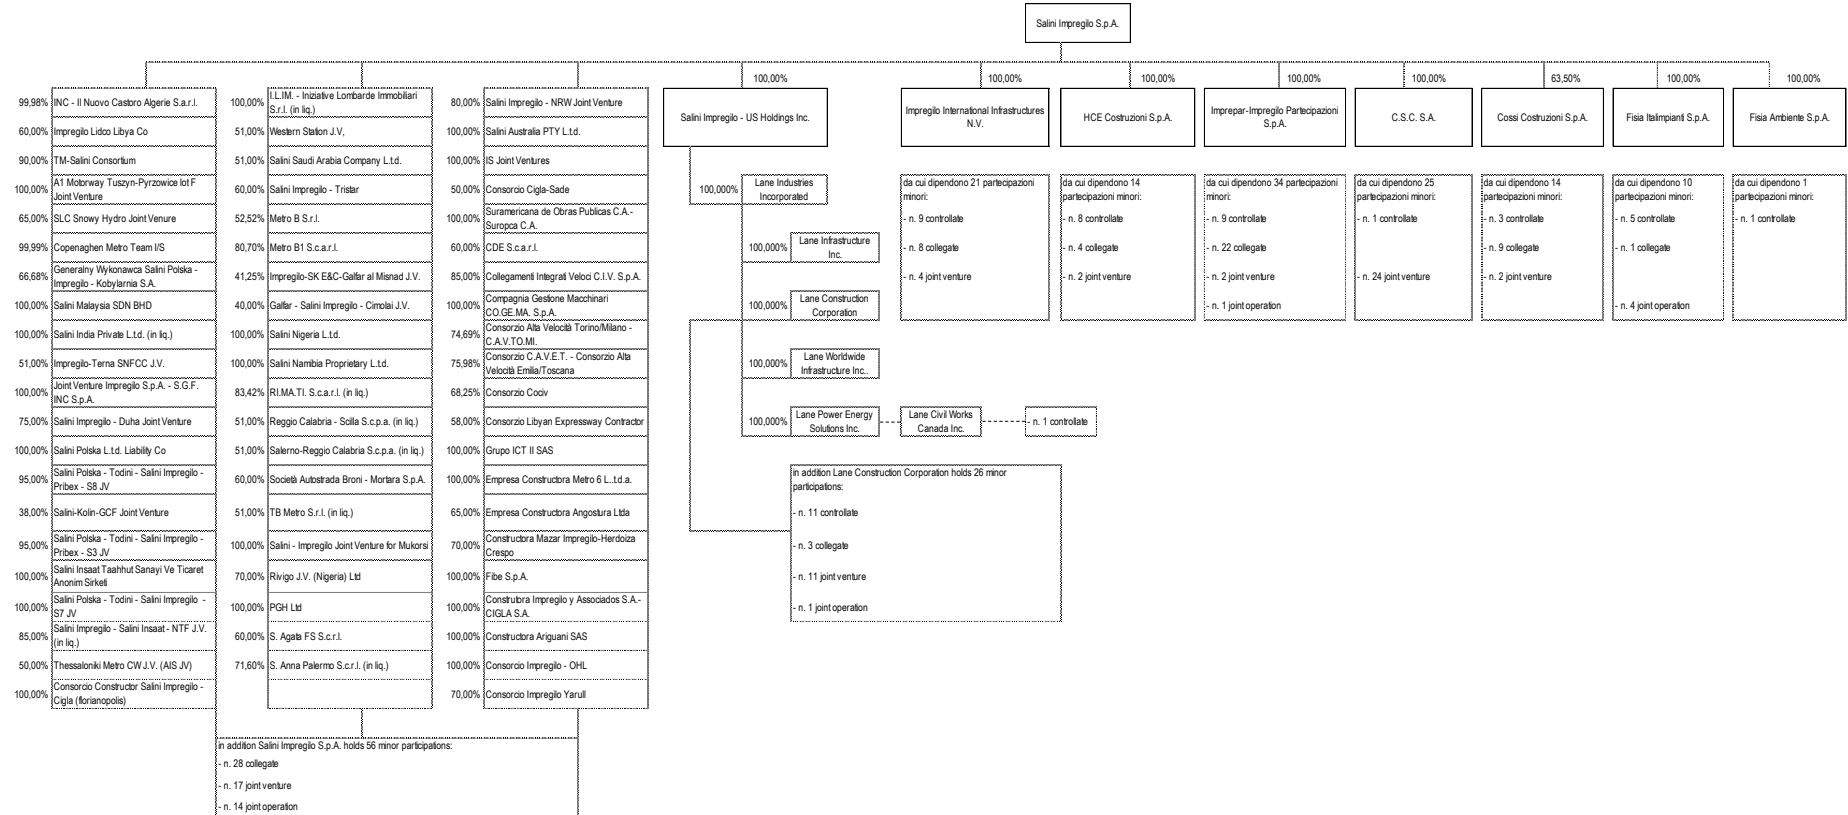 Salini Impregilo S.p.A.
100,00%
100,00%
100,00%
100,00%
100,00%
63,50%
100,00%
100,00%
Salini Impregilo - US Holdings Inc.
Impregilo International Infrastructures
N.V.
HCE Costruzioni S.p.A.
Imprepar-Impregilo Partecipazioni
S.p.A.
C.S.C. S.A.
Cossi Costruzioni S.p.A.
Fisia Italimpianti S.p.A.
Fisia Ambiente S.p.A.
99,98% INC - Il Nuovo Castoro Algerie S.a.r.l.
60,00% Impregilo Lidco Libya Co
90,00% TM-Salini Consortium
100,00% A1 Motorway Tuszyn-Pyrzowice lot F
Joint Venture
65,00% SLC Snowy Hydro Joint Venure
99,99% Copenaghen Metro Team I/S
66,68% Generalny Wykonawca Salini Polska -
Impregilo - Kobylarnia S.A.
100,00% Salini Malaysia SDN BHD
100,00% Salini India Private L.t.d. (in liq.)
51,00% Impregilo-Terna SNFCC J.V.
100,00% Joint Venture Impregilo S.p.A. - S.G.F.
INC S.p.A.
75,00% Salini Impregilo - Duha Joint Venture
100,00% Salini Polska L.t.d. Liability Co
95,00% Salini Polska - Todini - Salini Impregilo -
Pribex - S8 JV
38,00% Salini-Kolin-GCF Joint Venture
95,00% Salini Polska - Todini - Salini Impregilo -
Pribex - S3 JV
100,00% Salini Insaat Taahhut Sanayi Ve Ticaret
Anonim Sirketi
100,00% Salini Polska - Todini - Salini Impregilo -
S7 JV
85,00% Salini Impregilo - Salini Insaat - NTF J.V.
(in liq.)
50,00% Thessaloniki Metro CW J.V. (AIS JV)
100,00% Consorcio Constructor Salini Impregilo -
Cigla (florianopolis)
100,00% I.L.IM. - Iniziative Lombarde Immobiliari
S.r.l. (in liq.)
51,00% Western Station J.V,
51,00% Salini Saudi Arabia Company L.t.d.
60,00% Salini Impregilo - Tristar
52,52% Metro B S.r.l.
80,70% Metro B1 S.c.a.r.l.
41,25% Impregilo-SK E&C-Galfar al Misnad J.V.
40,00% Galfar - Salini Impregilo - Cimolai J.V.
100,00% Salini Nigeria L.t.d.
100,00% Salini Namibia Proprietary L.t.d.
83,42% RI.MA.TI. S.c.a.r.l. (in liq.)
51,00% Reggio Calabria - Scilla S.c.p.a. (in liq.)
51,00% Salerno-Reggio Calabria S.c.p.a. (in liq.)
60,00% Società Autostrada Broni - Mortara S.p.A.
51,00% TB Metro S.r.l. (in liq.)
100,00% Salini - Impregilo Joint Venture for Mukorsi
70,00% Rivigo J.V. (Nigeria) Ltd
100,00% PGH Ltd
60,00% S. Agata FS S.c.r.l.
71,60% S. Anna Palermo S.c.r.l. (in liq.)
80,00% Salini Impregilo - NRW Joint Venture
100,00% Salini Australia PTY L.t.d.
100,00% IS Joint Ventures
50,00% Consorcio Cigla-Sade
100,00% Suramericana de Obras Publicas C.A.-
Suropca C.A.
60,00% CDE S.c.a.r.l.
85,00% Collegamenti Integrati Veloci C.I.V. S.p.A.
100,00% Compagnia Gestione Macchinari
CO.GE.MA. S.p.A.
74,69% Consorzio Alta Velocità Torino/Milano -
C.A.V.TO.MI.
75,98% Consorzio C.A.V.E.T. - Consorzio Alta
Velocità Emilia/Toscana
68,25% Consorzio Cociv
58,00% Consorzio Libyan Expressway Contractor
100,00% Grupo ICT II SAS
100,00% Empresa Constructora Metro 6 L..t.d.a.
65,00% Empresa Constructora Angostura Ltda
70,00% Constructora Mazar Impregilo-Herdoiza
Crespo
100,00% Fibe S.p.A.
100,00% Construtora Impregilo y Associados S.A.-
CIGLA S.A.
100,00% Constructora Ariguani SAS
100,00% Consorcio Impregilo - OHL
70,00% Consorcio Impregilo Yarull
100,000% Lane Industries
Incorporated
100,000% Lane Infrastructure
Inc.
100,000% Lane Construction
Corporation
100,000% Lane Worldwide
Infrastructure Inc..
100,000% Lane Power Energy
Solutions Inc.
Lane Civil Works
Canada Inc.
- n. 1 controllate
in addition Lane Construction Corporation holds 26 minor
participations:
- n. 11 controllate
- n. 3 collegate
- n. 11 joint venture
- n. 1 joint operation
da cui dipendono 21 partecipazioni
minori:
- n. 9 controllate
- n. 8 collegate
- n. 4 joint venture
da cui dipendono 14
partecipazioni minori:
- n. 8 controllate
- n. 4 collegate
- n. 2 joint venture
da cui dipendono 34 partecipazioni
minori:
- n. 9 controllate
- n. 22 collegate
- n. 2 joint venture
- n. 1 joint operation
da cui dipendono 25
partecipazioni minori:
- n. 1 controllate
- n. 24 joint venture
da cui dipendono 14
partecipazioni minori:
- n. 3 controllate
- n. 9 collegate
- n. 2 joint venture
da cui dipendono 10
partecipazioni minori:
- n. 5 controllate
- n. 1 collegate
- n. 4 joint operation
da cui dipendono 1
partecipazioni minori:
- n. 1 controllate
in addition Salini Impregilo S.p.A. holds 56 minor participations:
- n. 28 collegate
- n. 17 joint venture
- n. 14 joint operation